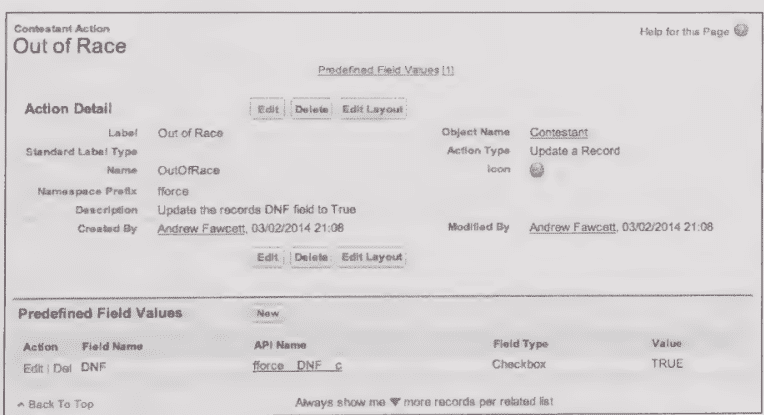 Contestant Action
Out of Race
Help for this Page
Predefined Field Values [1]
Action Detail
Edit Delete Edit Layout
Label Out of Race Object Name Contestant
Standard Label Type Action Type Update a Record
Name OutOfRace Icon
Namespace Prefix fforce
Description Update the records DNF field to True
Created By Andrew Fawcett, 03/02/2014 21:08 Modified By Andrew Fawcett, 03/02/2014 21:08
Edit Delete Edit Layout
Predefined Field Values New
Action Field Name API Name Field Type Value
Edit | Del DNF fforce__DNF__c Checkbox TRUE
^ Back To Top Always show me ▼ more records per related list